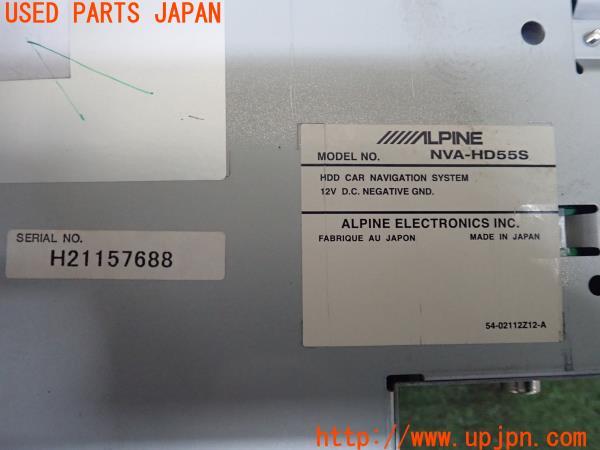 USED PARTS JAPAN
ALPINE
MODEL NO. NVA-HD55S
HDD CAR NAVIGATION SYSTEM
12V D.C. NEGATIVE GND.
ALPINE ELECTRONICS INC.
FABRIQUE AU JAPON MADE IN JAPAN
54-02112Z12-A
SERIAL NO.
H21157688
http://www.upjpn.com/